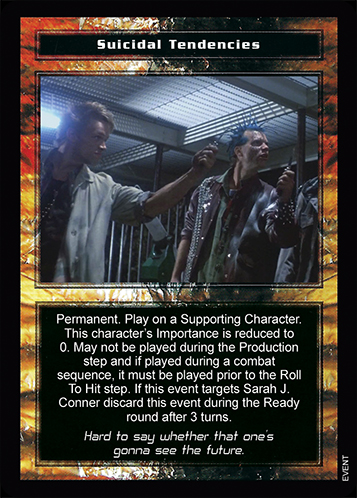 Suicidal Tendencies
Permanent. Play on a Supporting Character.
This character's Importance is reduced to
0. May not be played during the Production
step and if played during a combat
sequence, it must be played prior to the Roll
To Hit step. If this event targets Sarah J.
Conner discard this event during the Ready
round after 3 turns.
Hard to say whether that one's
gonna see the future.
EVENT